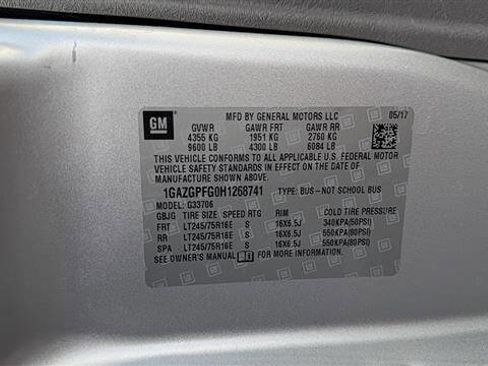 GM
MFD BY GENERAL MOTORS LLC 05/17
GVWR GAWR FRT GAWR RR
4355 KG 1951 KG 2760 KG
9600 LB 4300 LB 6084 LB
THIS VEHICLE CONFORMS TO ALL APPLICABLE U.S. FEDERAL MOTOR
VEHICLE SAFETY STANDARDS IN EFFECT ON THE DATE OF
MANUFACTURE SHOWN ABOVE.
1GAZGPFG0H1268741 TYPE: BUS–NOT SCHOOL BUS
MODEL: G33706
GBJG TIRE SIZE SPEED RTG RIM COLD TIRE PRESSURE
FRT LT245/75R16E S 16X6.5J 340KPA(50PSI)
RR LT245/75R16E S 16X6.5J 550KPA(80PSI)
SPA LT245/75R16E S 16X6.5J 550KPA(80PSI)
SEE OWNER'S MANUAL FOR MORE INFORMATION